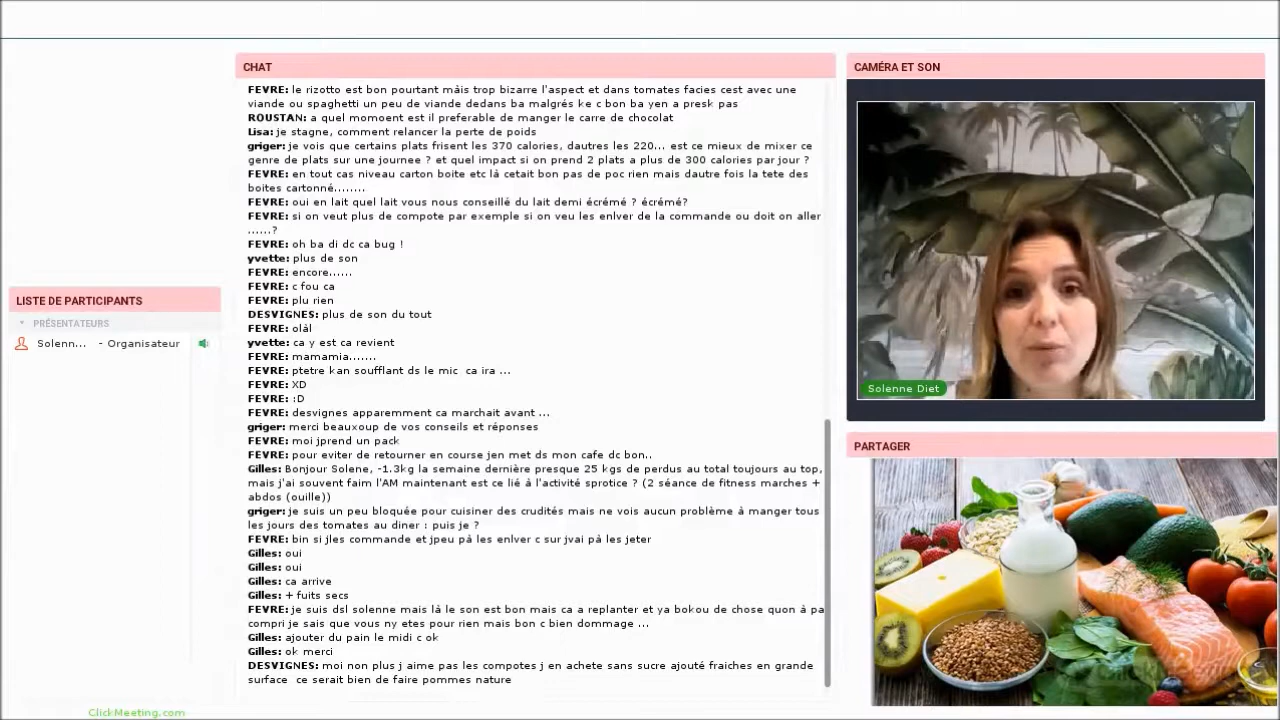 CHAT
FEVRE: le rizotto est bon pourtant màis trop bizarre l'aspect et dans tomates facies cest avec une
viande ou spaghetti un peu de viande dedans ba malgrés ke c bon ba yen a presk pas
ROUSTAN: a quel momoent est il preferable de manger le carre de chocolat
Lisa: je stagne, comment relancer la perte de poids
griger: je vois que certains plats frisent les 370 calories, dautres les 220... est ce mieux de mixer ce
genre de plats sur une journee ? et quel impact si on prend 2 plats a plus de 300 calories par jour ?
FEVRE: en tout cas niveau carton boite etc là cetait bon pas de poc rien mais dautre fois la tete des
boites cartonné........
FEVRE: oui en lait quel lait vous nous conseillé du lait demi écrémé ? écrémé?
FEVRE: si on veut plus de compote par exemple si on veu les enlver de la commande ou doit on aller
......?
FEVRE: oh ba di dc ca bug !
yvette: plus de son
FEVRE: encore......
FEVRE: c fou ca
FEVRE: plu rien
DESVIGNES: plus de son du tout
FEVRE: olàl
yvette: ca y est ca revient
FEVRE: mamamia.......
FEVRE: ptetre kan soufflant ds le mic ca ira ...
FEVRE: XD
FEVRE: :D
FEVRE: desvignes apparemment ca marchait avant ...
griger: merci beauxoup de vos conseils et réponses
FEVRE: moi jprend un pack
FEVRE: pour eviter de retourner en course jen met ds mon cafe dc bon..
Gilles: Bonjour Solene, -1.3kg la semaine dernière presque 25 kgs de perdus au total toujours au top,
mais j'ai souvent faim l'AM maintenant est ce lié à l'activité sprotice ? (2 séance de fitness marches +
abdos (ouille))
griger: je suis un peu bloquée pour cuisiner des crudités mais ne vois aucun problème à manger tous
les jours des tomates au diner : puis je ?
FEVRE: bin si jles commande et jpeu pà les enlver c sur jvai pà les jeter
Gilles: oui
Gilles: oui
Gilles: ca arrive
Gilles: + fuits secs
FEVRE: je suis dsl solenne mais là le son est bon mais ca a replanter et ya bokou de chose quon à pa
compri je sais que vous ny etes pour rien mais bon c bien dommage ...
Gilles: ajouter du pain le midi c ok
Gilles: ok merci
DESVIGNES: moi non plus j aime pas les compotes j en achete sans sucre ajouté fraiches en grande
surface ce serait bien de faire pommes nature
LISTE DE PARTICIPANTS
PRÉSENTATEURS
Solenn... - Organisateur
ClickMeeting.com
CAMÉRA ET SON
Solenne Diet
PARTAGER